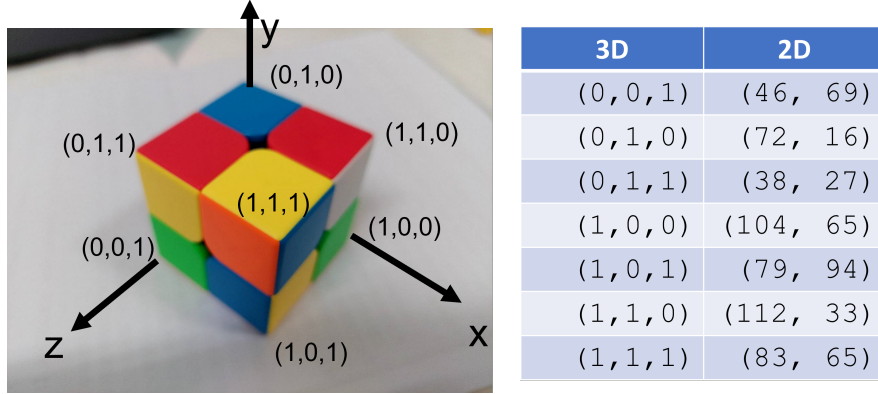 y
(0,1,0)
(0,1,1)
(1,1,0)
(1,1,1)
(1,0,0)
(0,0,1)
z
x
(1,0,1)
3D 2D
(0,0,1) (46, 69)
(0,1,0) (72, 16)
(0,1,1) (38, 27)
(1,0,0) (104, 65)
(1,0,1) (79, 94)
(1,1,0) (112, 33)
(1,1,1) (83, 65)